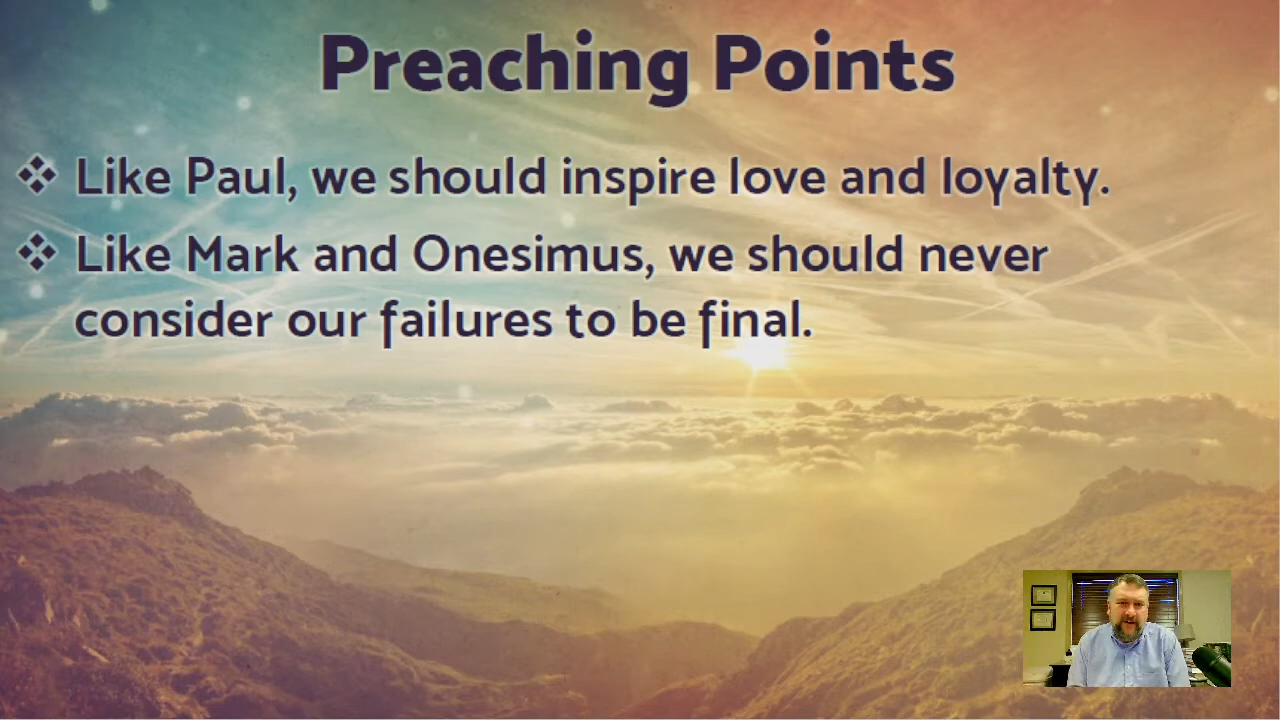 Preaching Points
❖ Like Paul, we should inspire love and loyalty.
❖ Like Mark and Onesimus, we should never
consider our failures to be final.